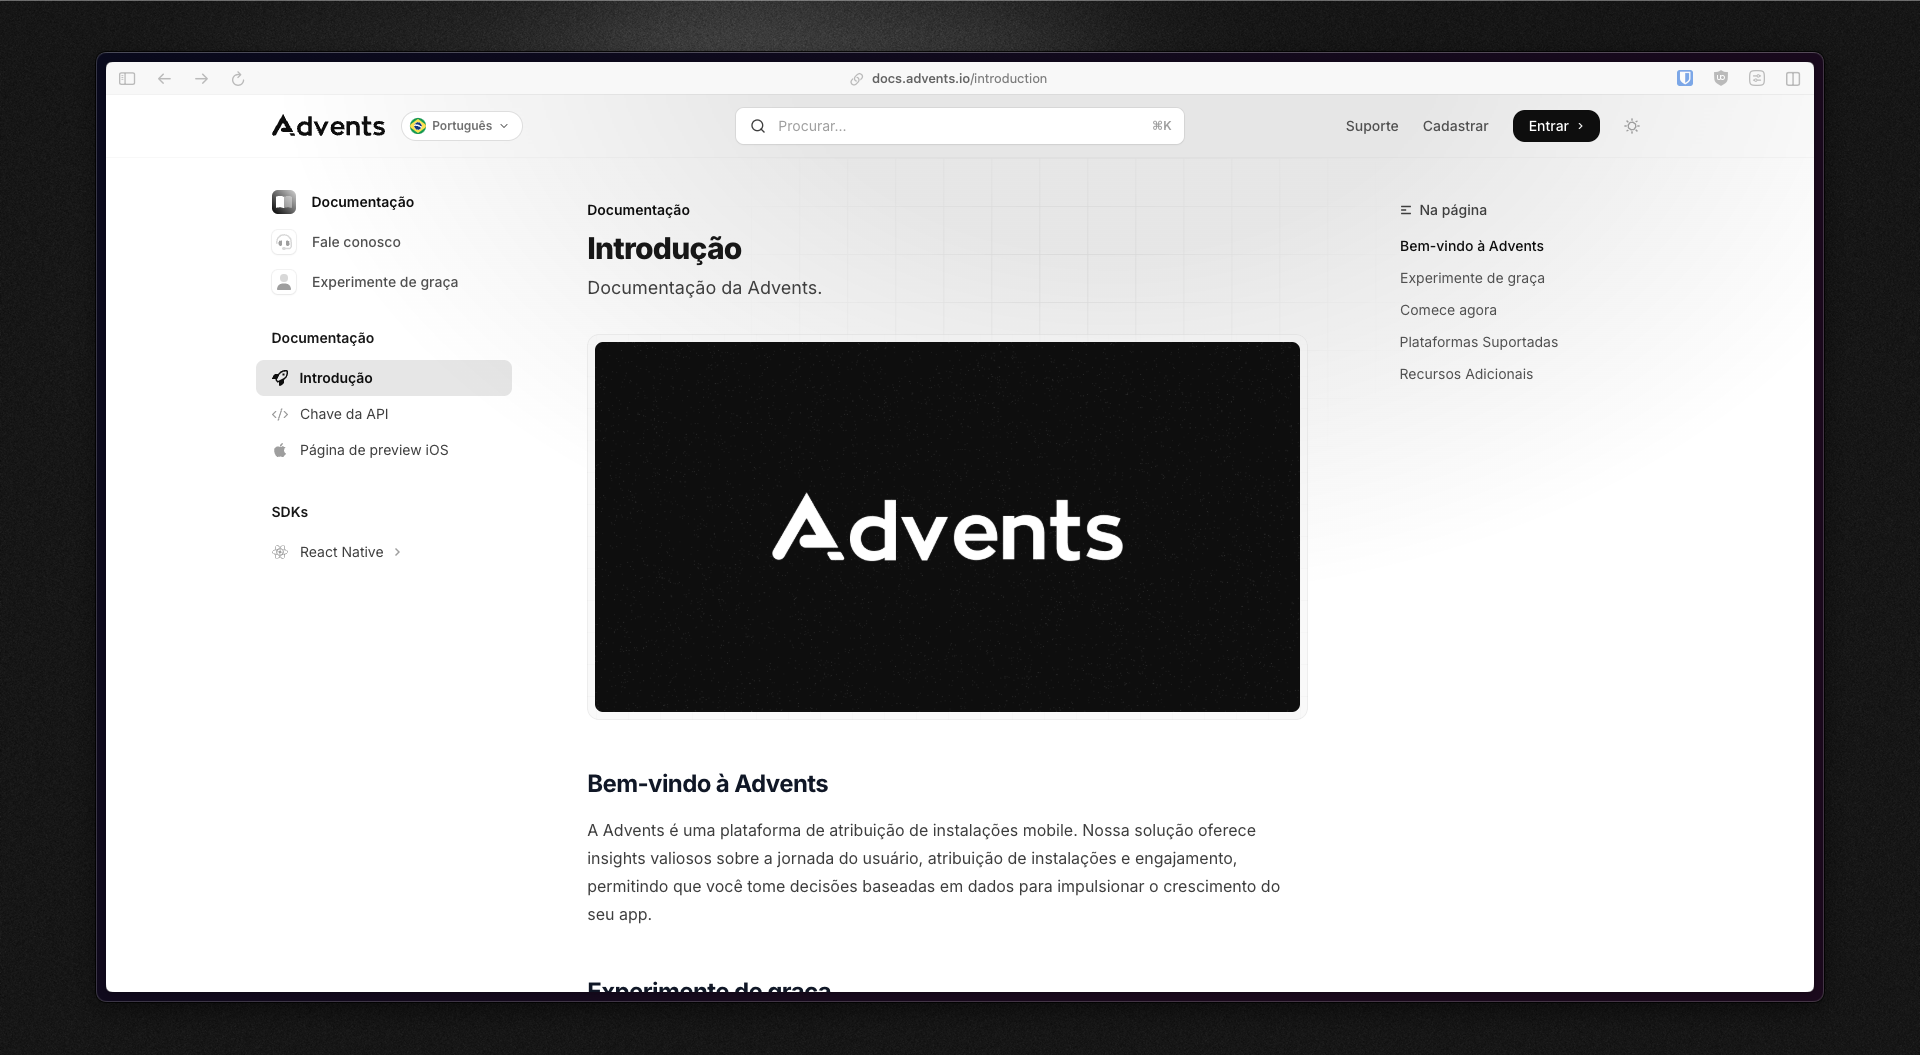 docs.advents.io/introduction
Advents
Português
Procurar...
⌘K
Suporte
Cadastrar
Entrar
Documentação
Fale conosco
Experimente de graça
Documentação
Introdução
Chave da API
Página de preview iOS
SDKs
React Native
Documentação
Introdução
Documentação da Advents.
Advents
Bem-vindo à Advents
A Advents é uma plataforma de atribuição de instalações mobile. Nossa solução oferece
insights valiosos sobre a jornada do usuário, atribuição de instalações e engajamento,
permitindo que você tome decisões baseadas em dados para impulsionar o crescimento do
seu app.
Experimente de graça
Na página
Bem-vindo à Advents
Experimente de graça
Comece agora
Plataformas Suportadas
Recursos Adicionais